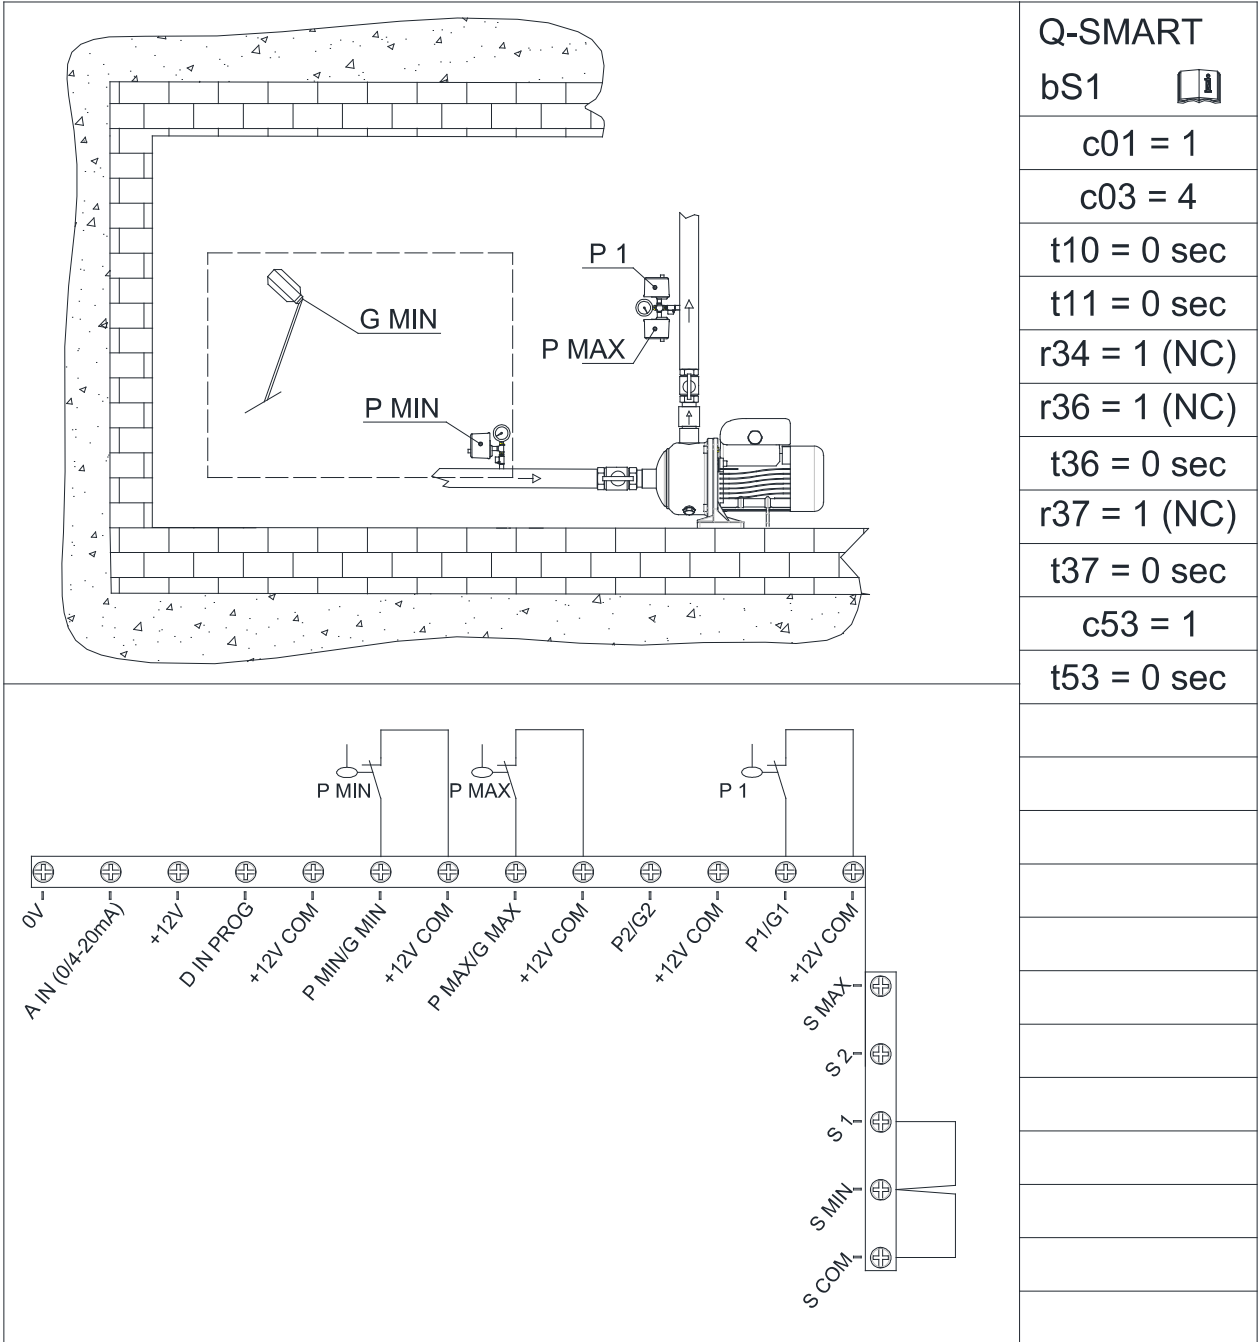 Q-SMART
bS1
i
c01 = 1
c03 = 4
t10 = 0 sec
t11 = 0 sec
r34 = 1 (NC)
r36 = 1 (NC)
t36 = 0 sec
r37 = 1 (NC)
t37 = 0 sec
c53 = 1
t53 = 0 sec
P 1
G MIN
P MAX
P MIN
P MIN
P MAX
P 1
0V
A IN (0/4-20mA)
+12V
D IN PROG
+12V COM
P MIN/G MIN
+12V COM
P MAX/G MAX
+12V COM
P2/G2
+12V COM
P1/G1
+12V COM
S MAX
S 2
S 1
S MIN
S COM